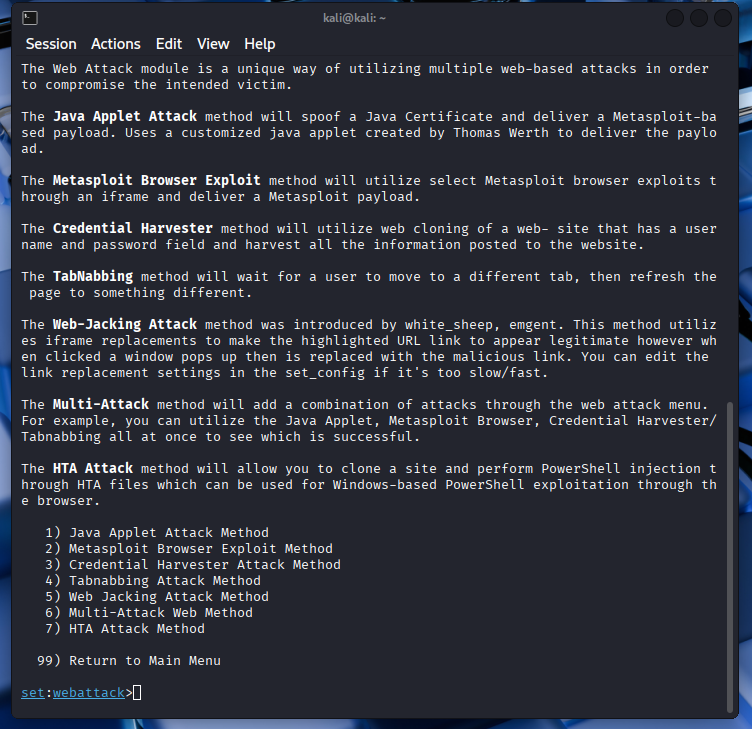 kali@kali: ~
Session Actions Edit View Help
The Web Attack module is a unique way of utilizing multiple web-based attacks in order
to compromise the intended victim.
The Java Applet Attack method will spoof a Java Certificate and deliver a Metasploit-ba
sed payload. Uses a customized java applet created by Thomas Werth to deliver the paylo
ad.
The Metasploit Browser Exploit method will utilize select Metasploit browser exploits t
hrough an iframe and deliver a Metasploit payload.
The Credential Harvester method will utilize web cloning of a web- site that has a user
name and password field and harvest all the information posted to the website.
The TabNabbing method will wait for a user to move to a different tab, then refresh the
 page to something different.
The Web-Jacking Attack method was introduced by white_sheep, emgent. This method utiliz
es iframe replacements to make the highlighted URL link to appear legitimate however wh
en clicked a window pops up then is replaced with the malicious link. You can edit the
link replacement settings in the set_config if it's too slow/fast.
The Multi-Attack method will add a combination of attacks through the web attack menu.
For example, you can utilize the Java Applet, Metasploit Browser, Credential Harvester/
Tabnabbing all at once to see which is successful.
The HTA Attack method will allow you to clone a site and perform PowerShell injection t
hrough HTA files which can be used for Windows-based PowerShell exploitation through th
e browser.
1) Java Applet Attack Method
2) Metasploit Browser Exploit Method
3) Credential Harvester Attack Method
4) Tabnabbing Attack Method
5) Web Jacking Attack Method
6) Multi-Attack Web Method
7) HTA Attack Method
99) Return to Main Menu
set:webattack>